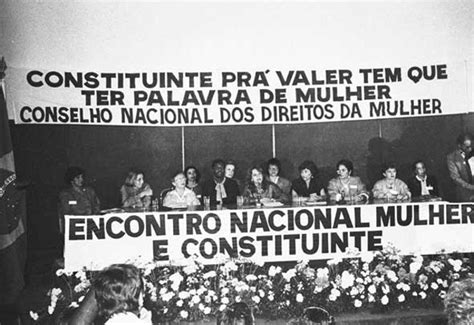 CONSTITUINTE PRÁ VALER TEM QUE
TER PALAVRA DE MULHER
CONSELHO NACIONAL DOS DIREITOS DA MULHER
ENCONTRO NACIONAL MULHER
E CONSTITUINTE